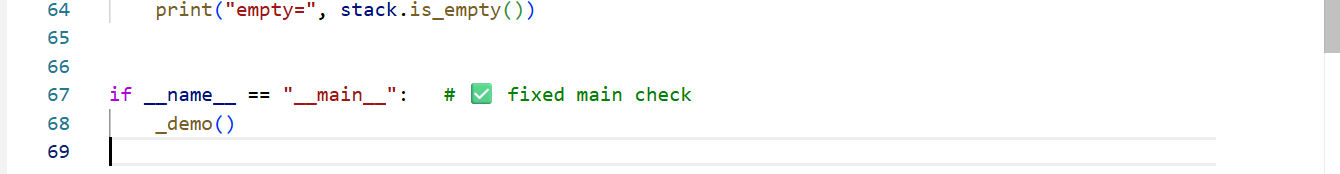 64 print("empty=", stack.is_empty())
65
66
67 if __name__ == "__main__":   # ✅ fixed main check
68 _demo()
69